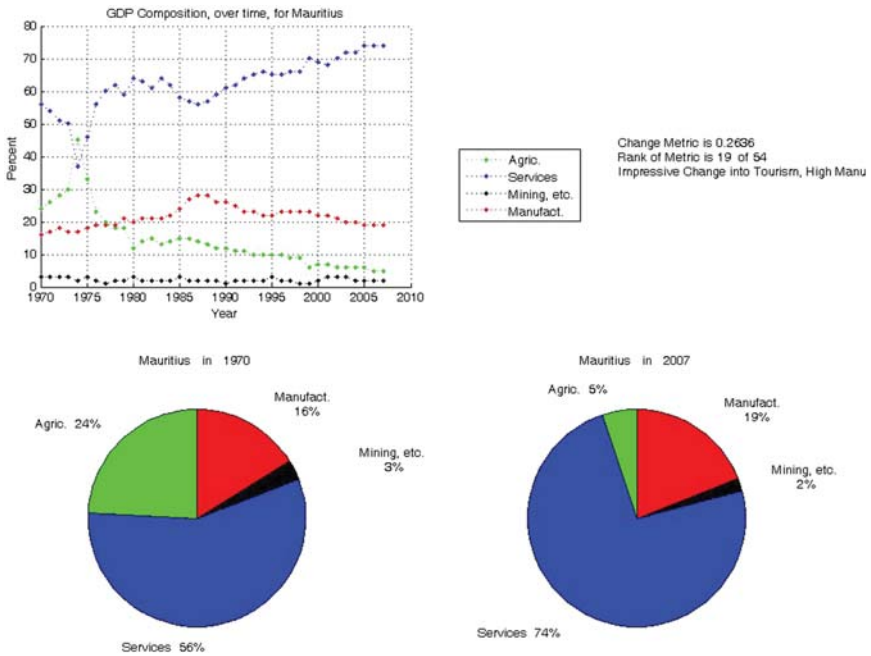 GDP Composition, over time, for Mauritius
80
70
60
50
40
30
20
10
0
Percent
1970 1975 1980 1985 1990 1995 2000 2005 2010
Year
Agric.
Services
Mining, etc.
Manufact.
Change Metric is 0.2636
Rank of Metric is 19 of 54
Impressive Change into Tourism, High Manu
Mauritius in 1970
Manufact.
16%
Agric. 24%
Mining, etc.
3%
Services 56%
Mauritius in 2007
Agric. 5%
Manufact.
19%
Mining, etc.
2%
Services 74%